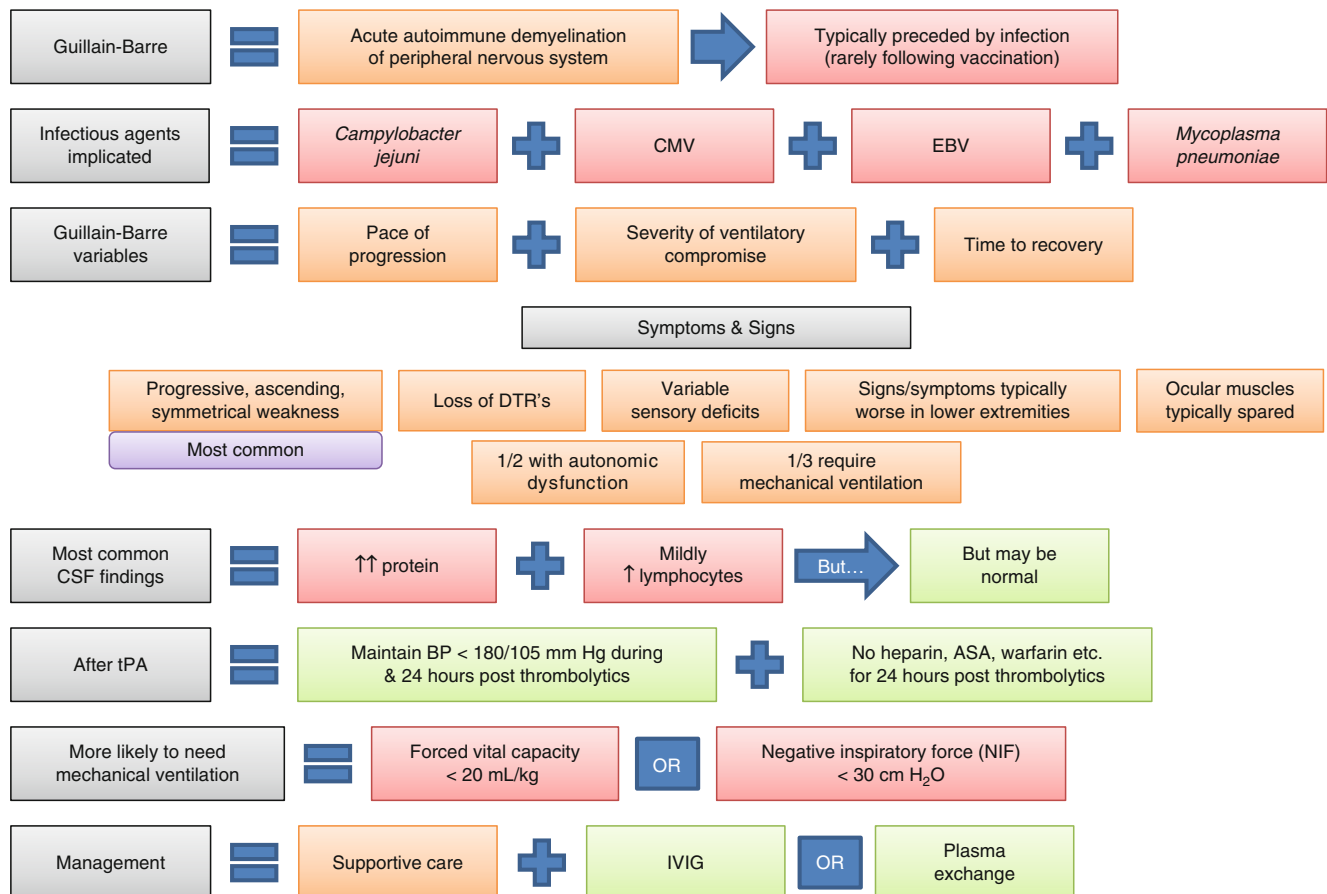 Guillain-Barre
Acute autoimmune demyelination
of peripheral nervous system
Typically preceded by infection
(rarely following vaccination)
Infectious agents
implicated
Campylobacter
jejuni
CMV
EBV
Mycoplasma
pneumoniae
Guillain-Barre
variables
Pace of
progression
Severity of ventilatory
compromise
Time to recovery
Symptoms & Signs
Progressive, ascending,
symmetrical weakness
Most common
Loss of DTR's
Variable
sensory deficits
Signs/symptoms typically
worse in lower extremities
Ocular muscles
typically spared
1/2 with autonomic
dysfunction
1/3 require
mechanical ventilation
Most common
CSF findings
↑↑ protein
Mildly
↑ lymphocytes
But...
But may be
normal
After tPA
Maintain BP < 180/105 mm Hg during
& 24 hours post thrombolytics
No heparin, ASA, warfarin etc.
for 24 hours post thrombolytics
More likely to need
mechanical ventilation
Forced vital capacity
< 20 mL/kg
OR
Negative inspiratory force (NIF)
< 30 cm H₂O
Management
Supportive care
IVIG
OR
Plasma
exchange